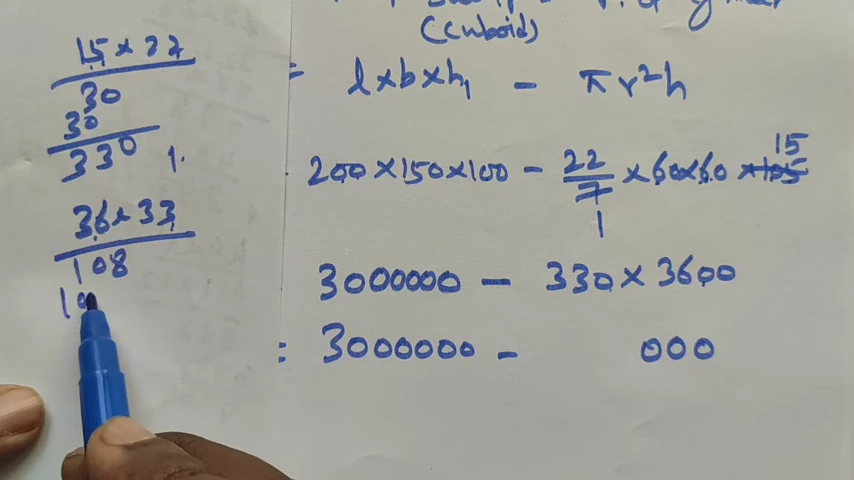 (Cuboid)
= l×b×h₁ - πr²h
15
200×150×100 - 22/7 ×60×60 ×105
1
3000000 - 330×3600
= 3000000 - 000
15×22
30
30
330
1.
36×33
108
10